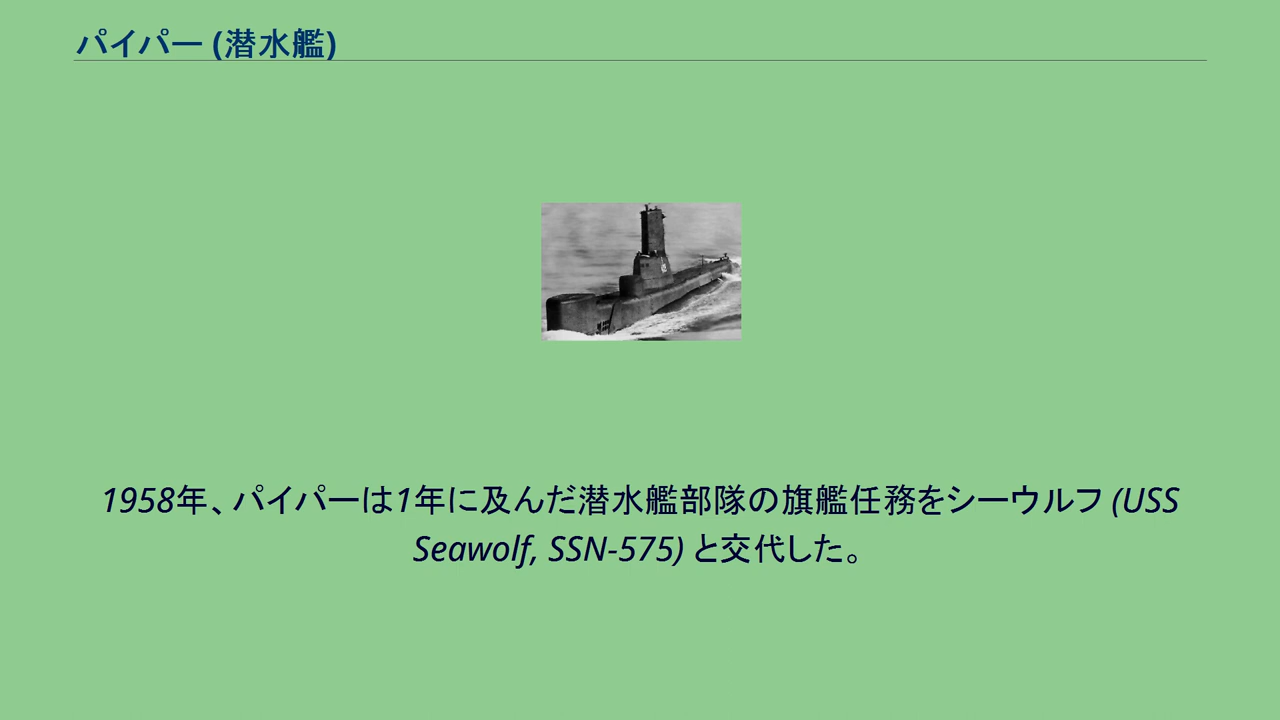 パイパー (潜水艦)
1958年、パイパーは1年に及んだ潜水艦部隊の旗艦任務をシーウルフ (USS
Seawolf, SSN-575) と交代した。